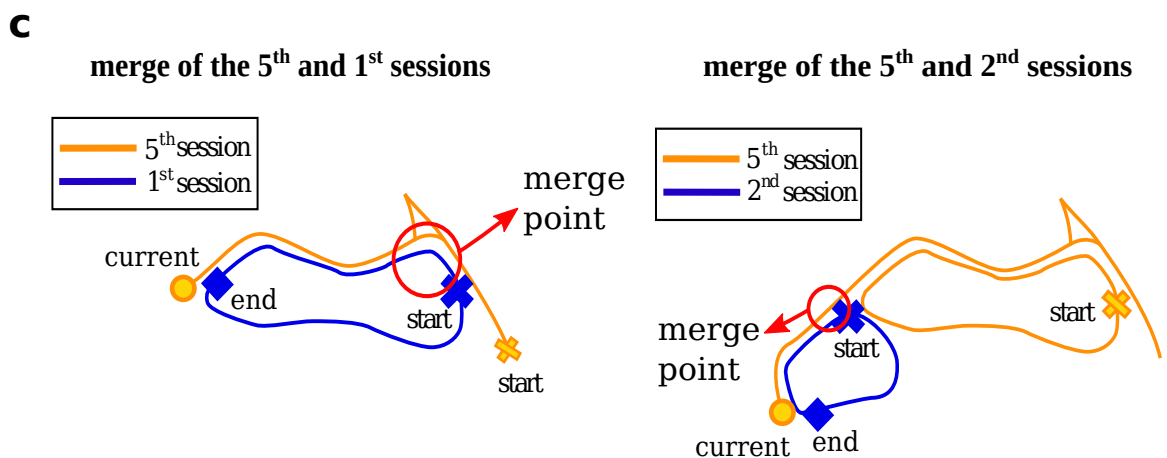 c
merge of the 5th and 1st sessions
5th session
1st session
merge
point
current
end
start
start
merge of the 5th and 2nd sessions
5th session
2nd session
start
merge
point
start
current
end